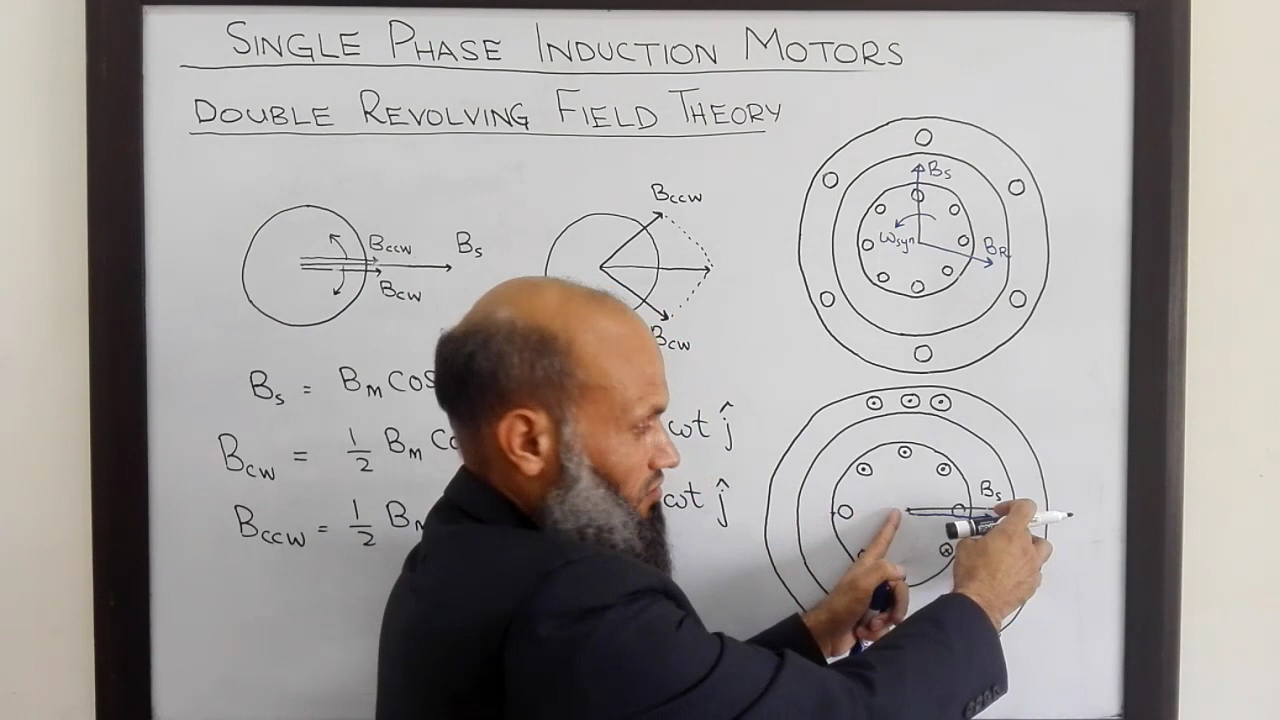 SINGLE PHASE INDUCTION MOTORS
DOUBLE REVOLVING FIELD THEORY
Bccw
Bs
Bcw
Bccw
Bcw
Bs
ωsyn
BR
Bs = BM cos
Bcw = 1/2 BM ωt ĵ
Bccw = 1/2 ωt ĵ
Bs